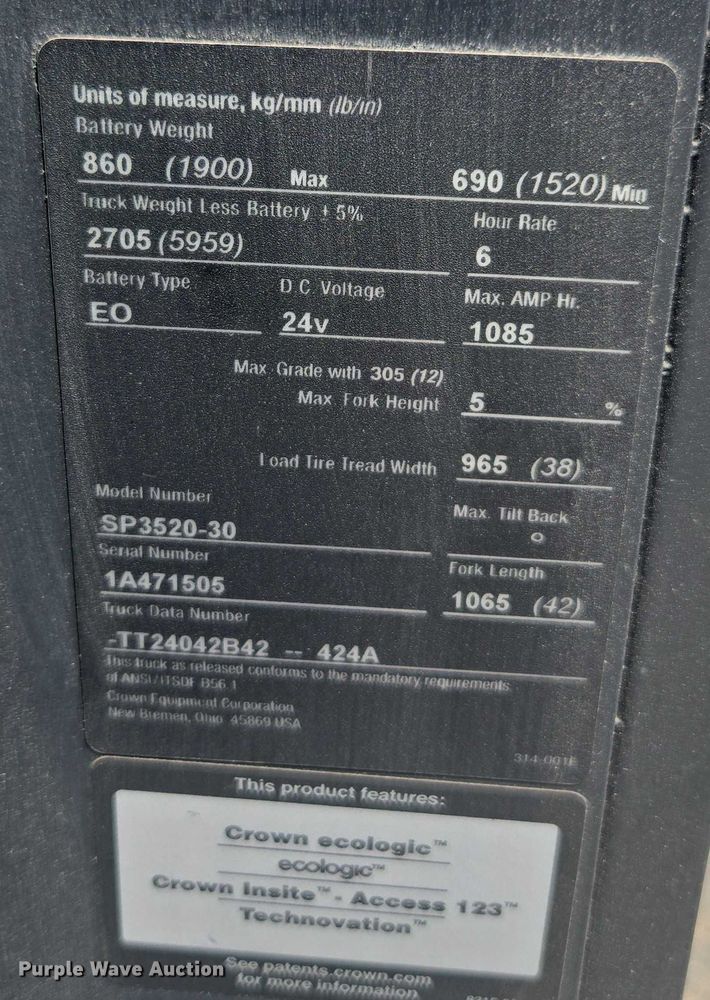 Units of measure, kg/mm (lb/in)
Battery Weight
860 (1900) Max 690 (1520) Min
Truck Weight Less Battery ± 5% Hour Rate
2705 (5959) 6
Battery Type D.C. Voltage Max. AMP Hr.
EO 24v 1085
Max. Grade with 305 (12)
Max. Fork Height 5 %
Load Tire Tread Width 965 (38)
Model Number Max. Tilt Back
SP3520-30 o
Serial Number Fork Length
1A471505 1065 (42)
Truck Data Number
-TT24042B42 -- 424A
This truck as released conforms to the mandatory requirements
of ANSI/ITSDF B56.1
Crown Equipment Corporation
New Bremen, Ohio 45869 USA
314-001E
This product features:
Crown ecologic™
ecologic™
Crown Insite™ - Access 123™
Technovation™
See patents.crown.com
for more information
Purple Wave Auction